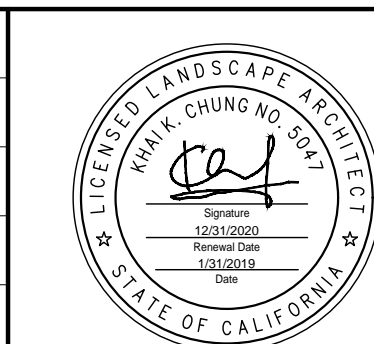 LICENSED LANDSCAPE ARCHITECT
KHAI K. CHUNG NO. 5047
Signature
12/31/2020
Renewal Date
1/31/2019
Date
STATE OF CALIFORNIA